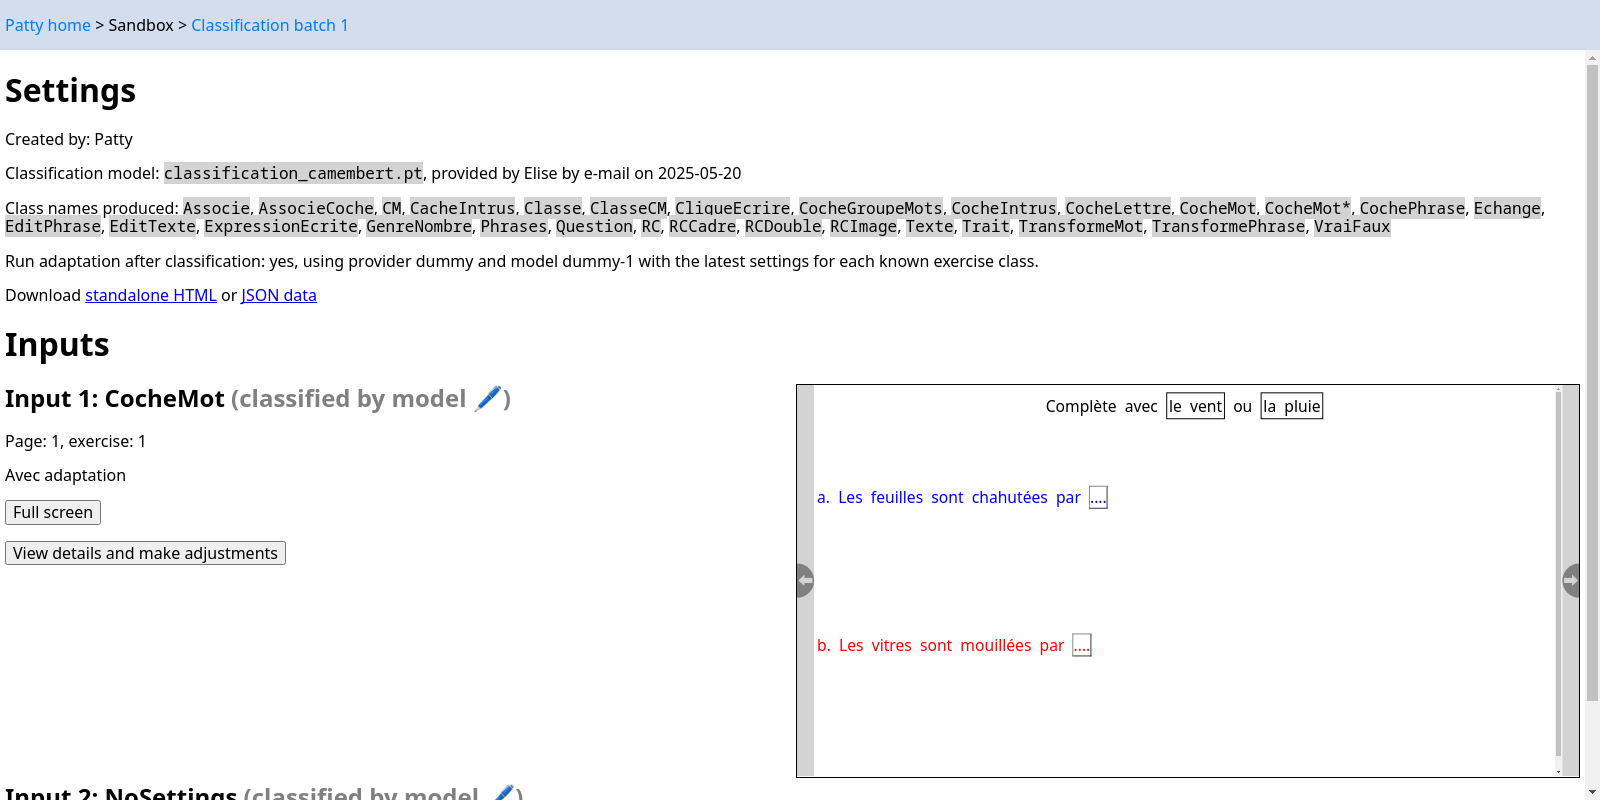 Patty home > Sandbox > Classification batch 1
Settings
Created by: Patty
Classification model: classification_camembert.pt, provided by Elise by e-mail on 2025-05-20
Class names produced: Associe, AssocieCoche, CM, CacheIntrus, Classe, ClasseCM, CliqueEcrire, CocheGroupeMots, CocheIntrus, CocheLettre, CocheMot, CocheMot*, CochePhrase, Echange,
EditPhrase, EditTexte, ExpressionEcrite, GenreNombre, Phrases, Question, RC, RCCadre, RCDouble, RCImage, Texte, Trait, TransformeMot, TransformePhrase, VraiFaux
Run adaptation after classification: yes, using provider dummy and model dummy-1 with the latest settings for each known exercise class.
Download standalone HTML or JSON data
Inputs
Input 1: CocheMot (classified by model 🖊️)
Page: 1, exercise: 1
Avec adaptation
Full screen
View details and make adjustments
Complète avec le vent ou la pluie
a. Les feuilles sont chahutées par ....
b. Les vitres sont mouillées par ....
Input 2: NoSettings (classified by model 🖊️)